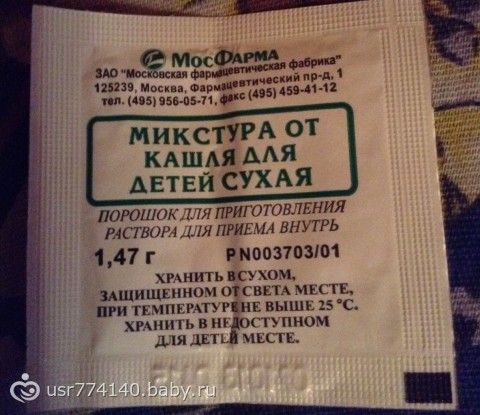 МосФарма
ЗАО "Московская фармацевтическая фабрика"
125239, Москва, Фармацевтический пр-д, 1
тел. (495) 956-05-71, факс (495) 459-41-12
МИКСТУРА ОТ
КАШЛЯ ДЛЯ
ДЕТЕЙ СУХАЯ
ПОРОШОК ДЛЯ ПРИГОТОВЛЕНИЯ
РАСТВОРА ДЛЯ ПРИЕМА ВНУТРЬ
1,47 г P N003703/01
ХРАНИТЬ В СУХОМ,
ЗАЩИЩЕННОМ ОТ СВЕТА МЕСТЕ,
ПРИ ТЕМПЕРАТУРЕ НЕ ВЫШЕ 25 °С.
ХРАНИТЬ В НЕДОСТУПНОМ
ДЛЯ ДЕТЕЙ МЕСТЕ.
usr774140.baby.ru